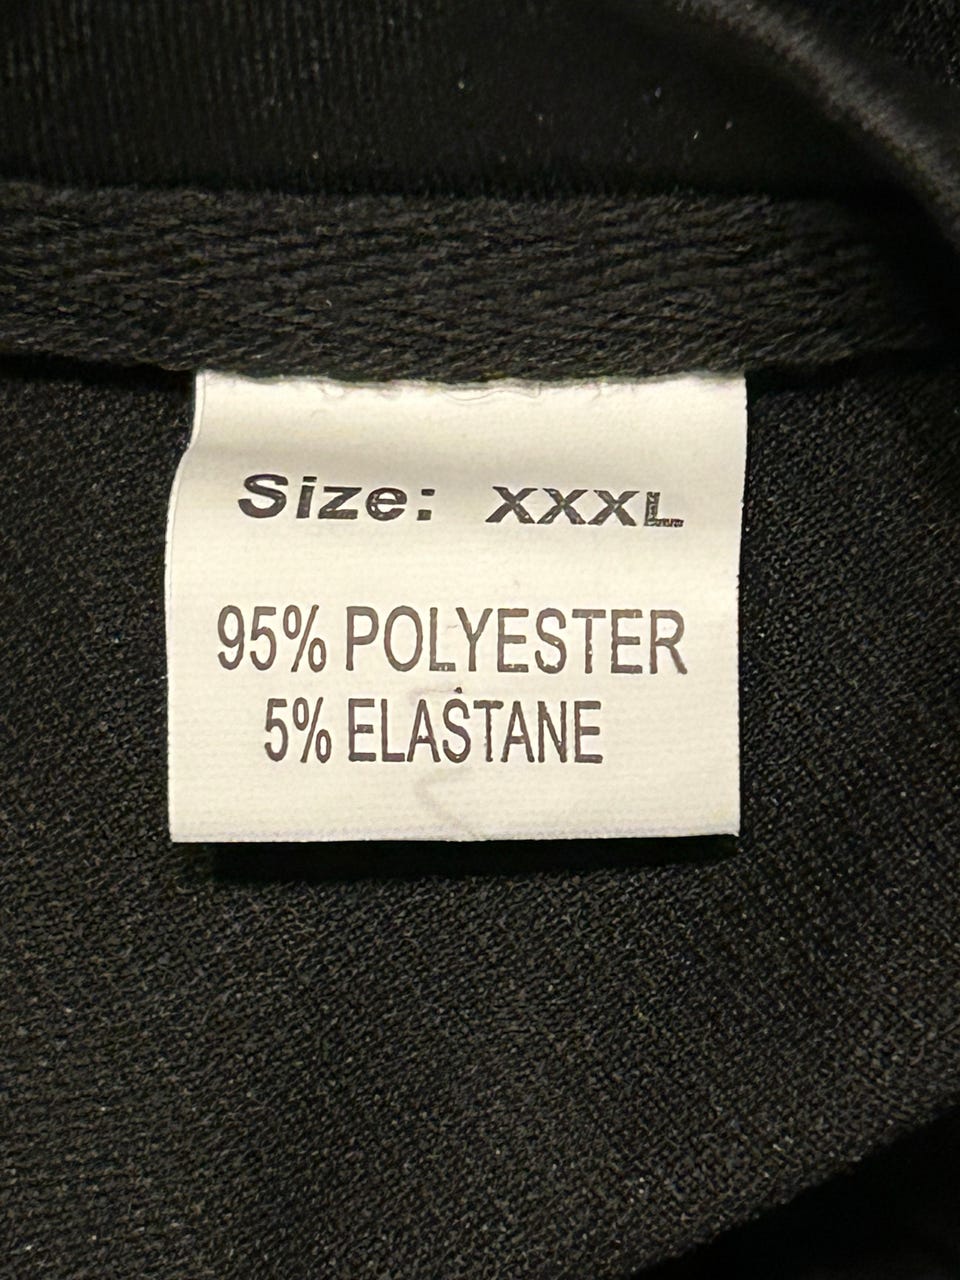 Size: XXXL
95% POLYESTER
5% ELASTANE